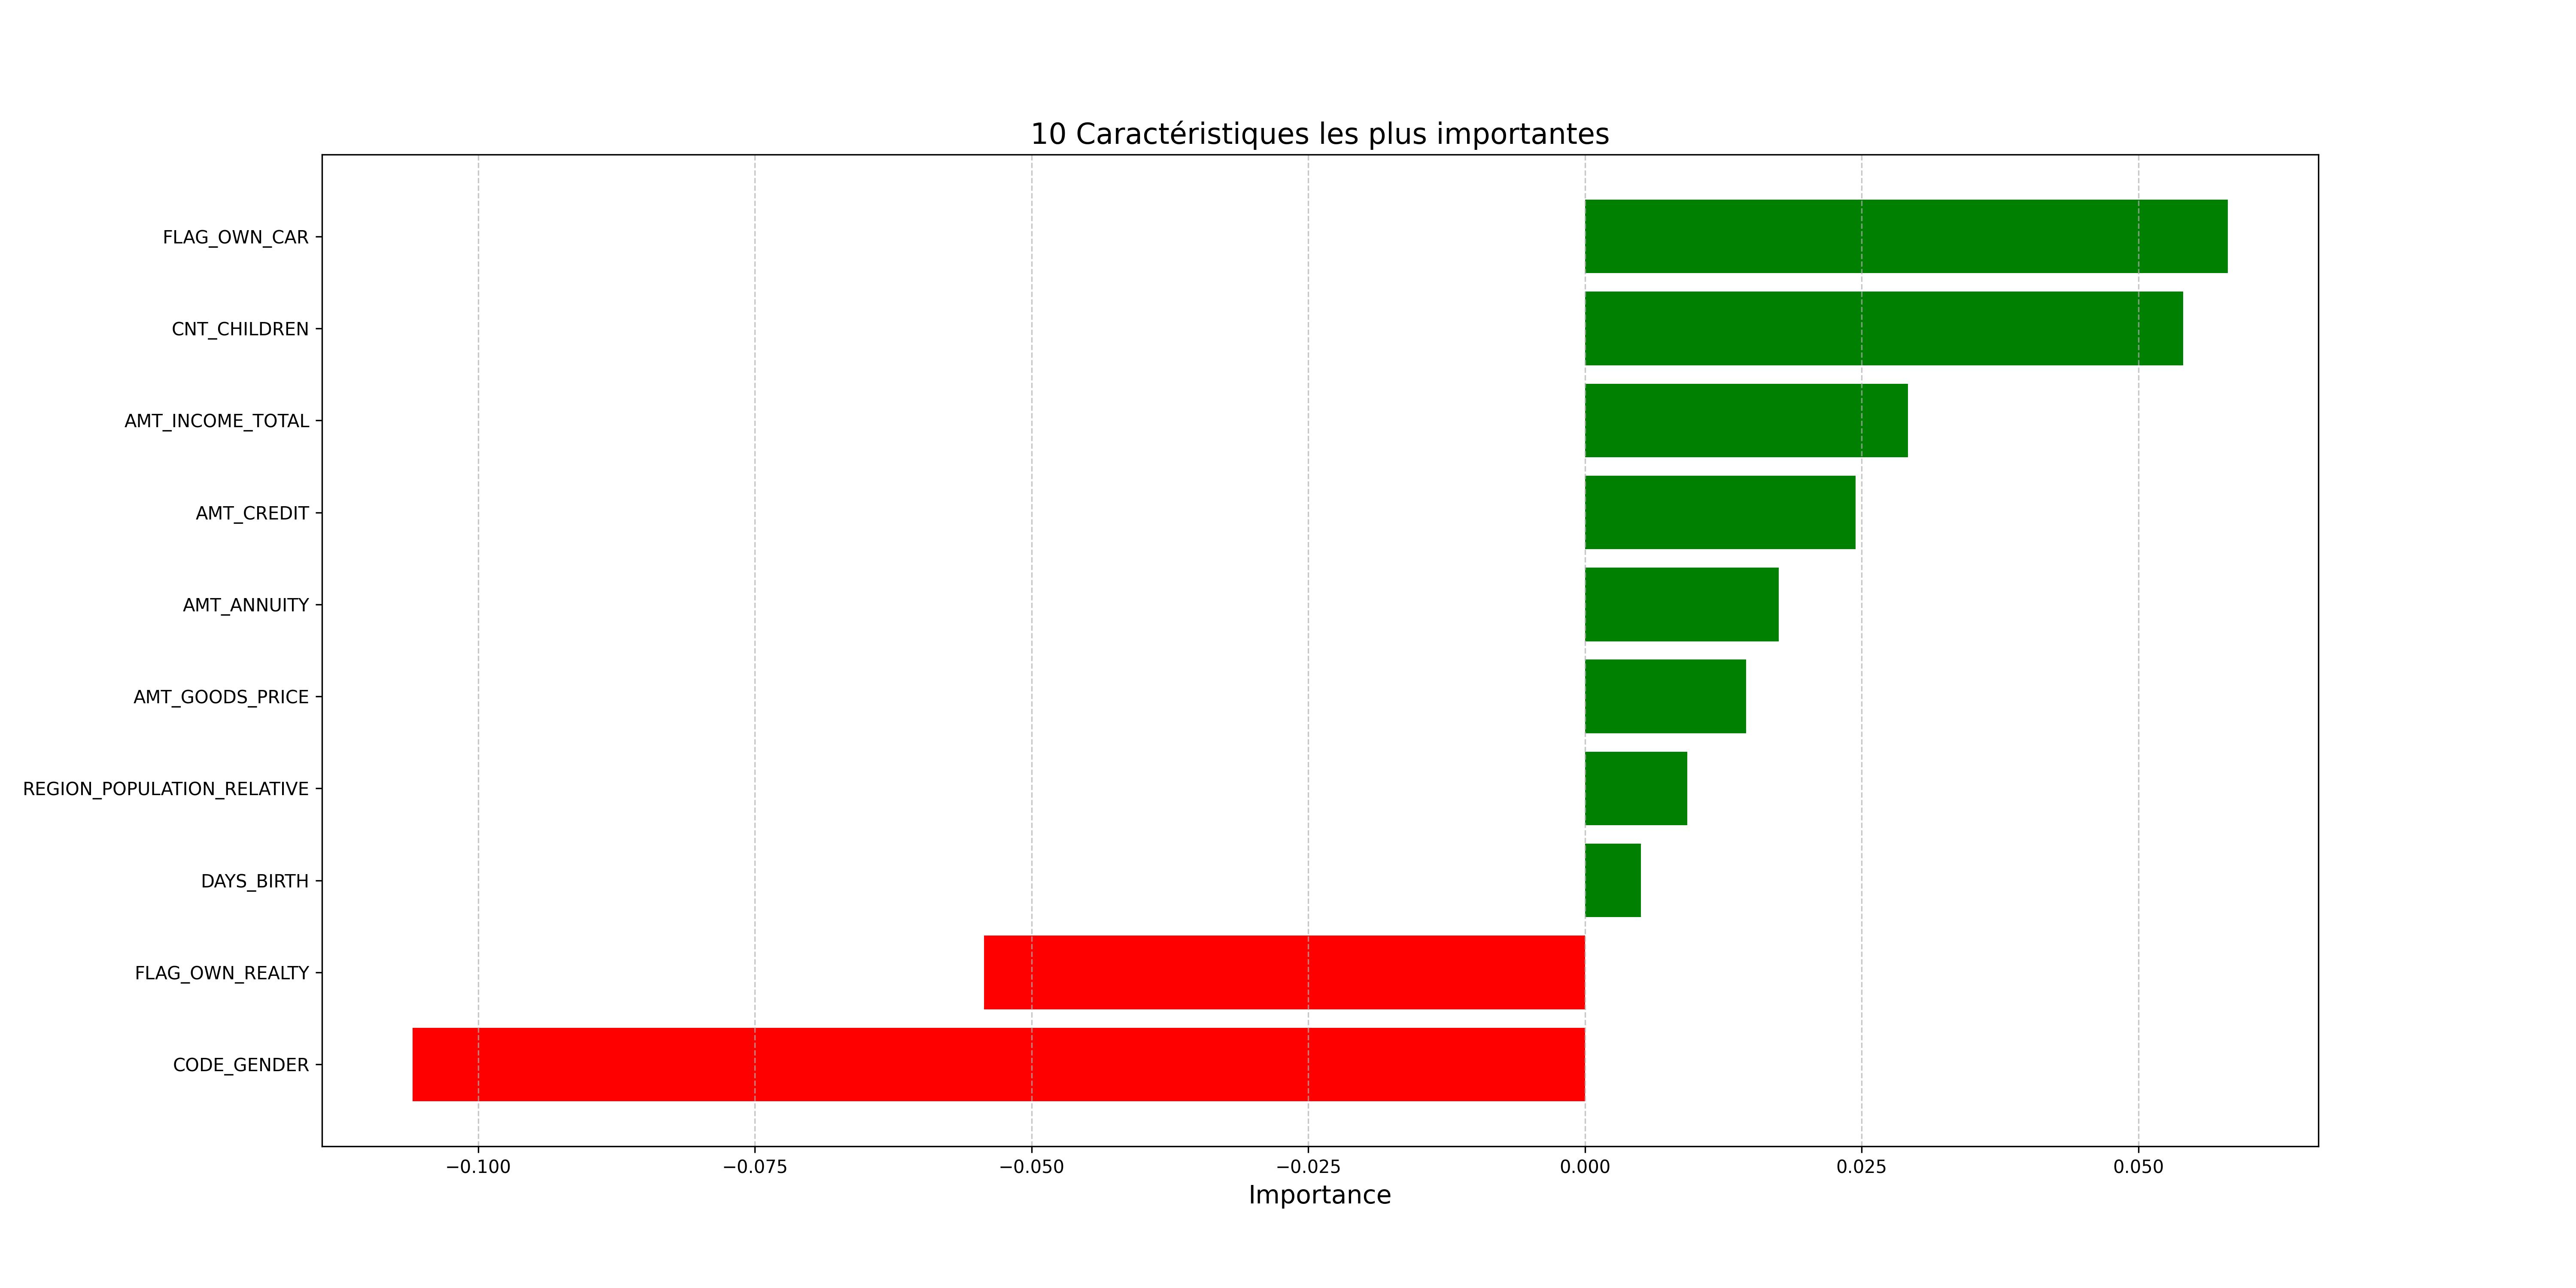 10 Caractéristiques les plus importantes
FLAG_OWN_CAR
CNT_CHILDREN
AMT_INCOME_TOTAL
AMT_CREDIT
AMT_ANNUITY
AMT_GOODS_PRICE
REGION_POPULATION_RELATIVE
DAYS_BIRTH
FLAG_OWN_REALTY
CODE_GENDER
−0.100 −0.075 −0.050 −0.025 0.000 0.025 0.050
Importance